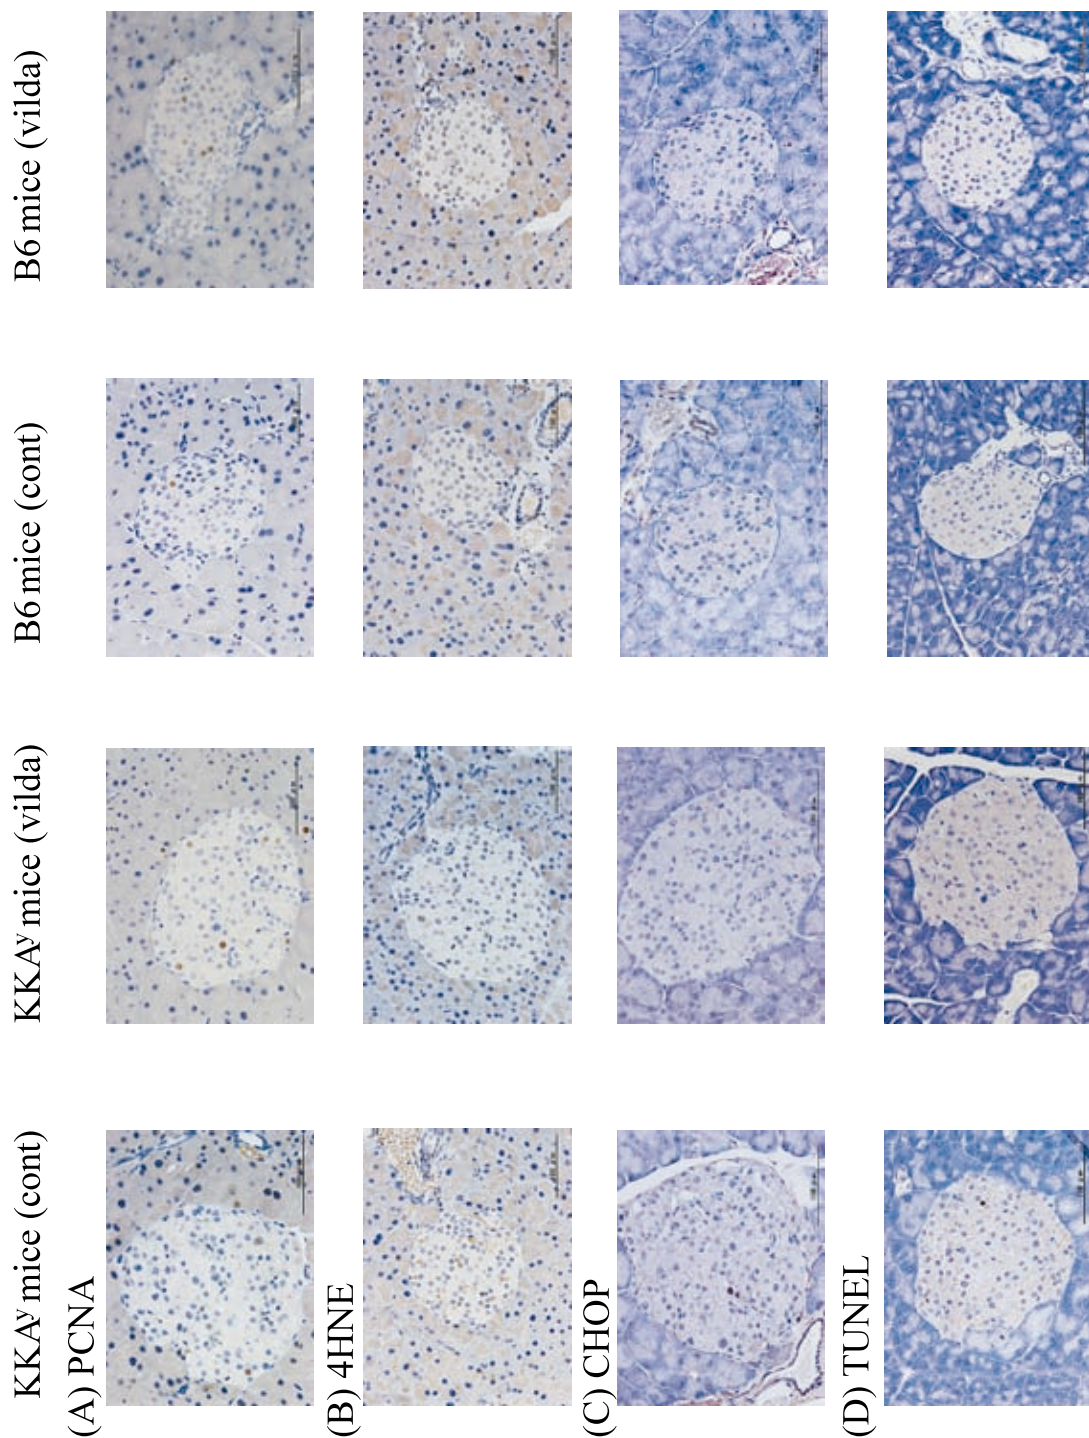 KKAʸ mice (cont)
KKAʸ mice (vilda)
B6 mice (cont)
B6 mice (vilda)
(A) PCNA
(B) 4HNE
(C) CHOP
(D) TUNEL